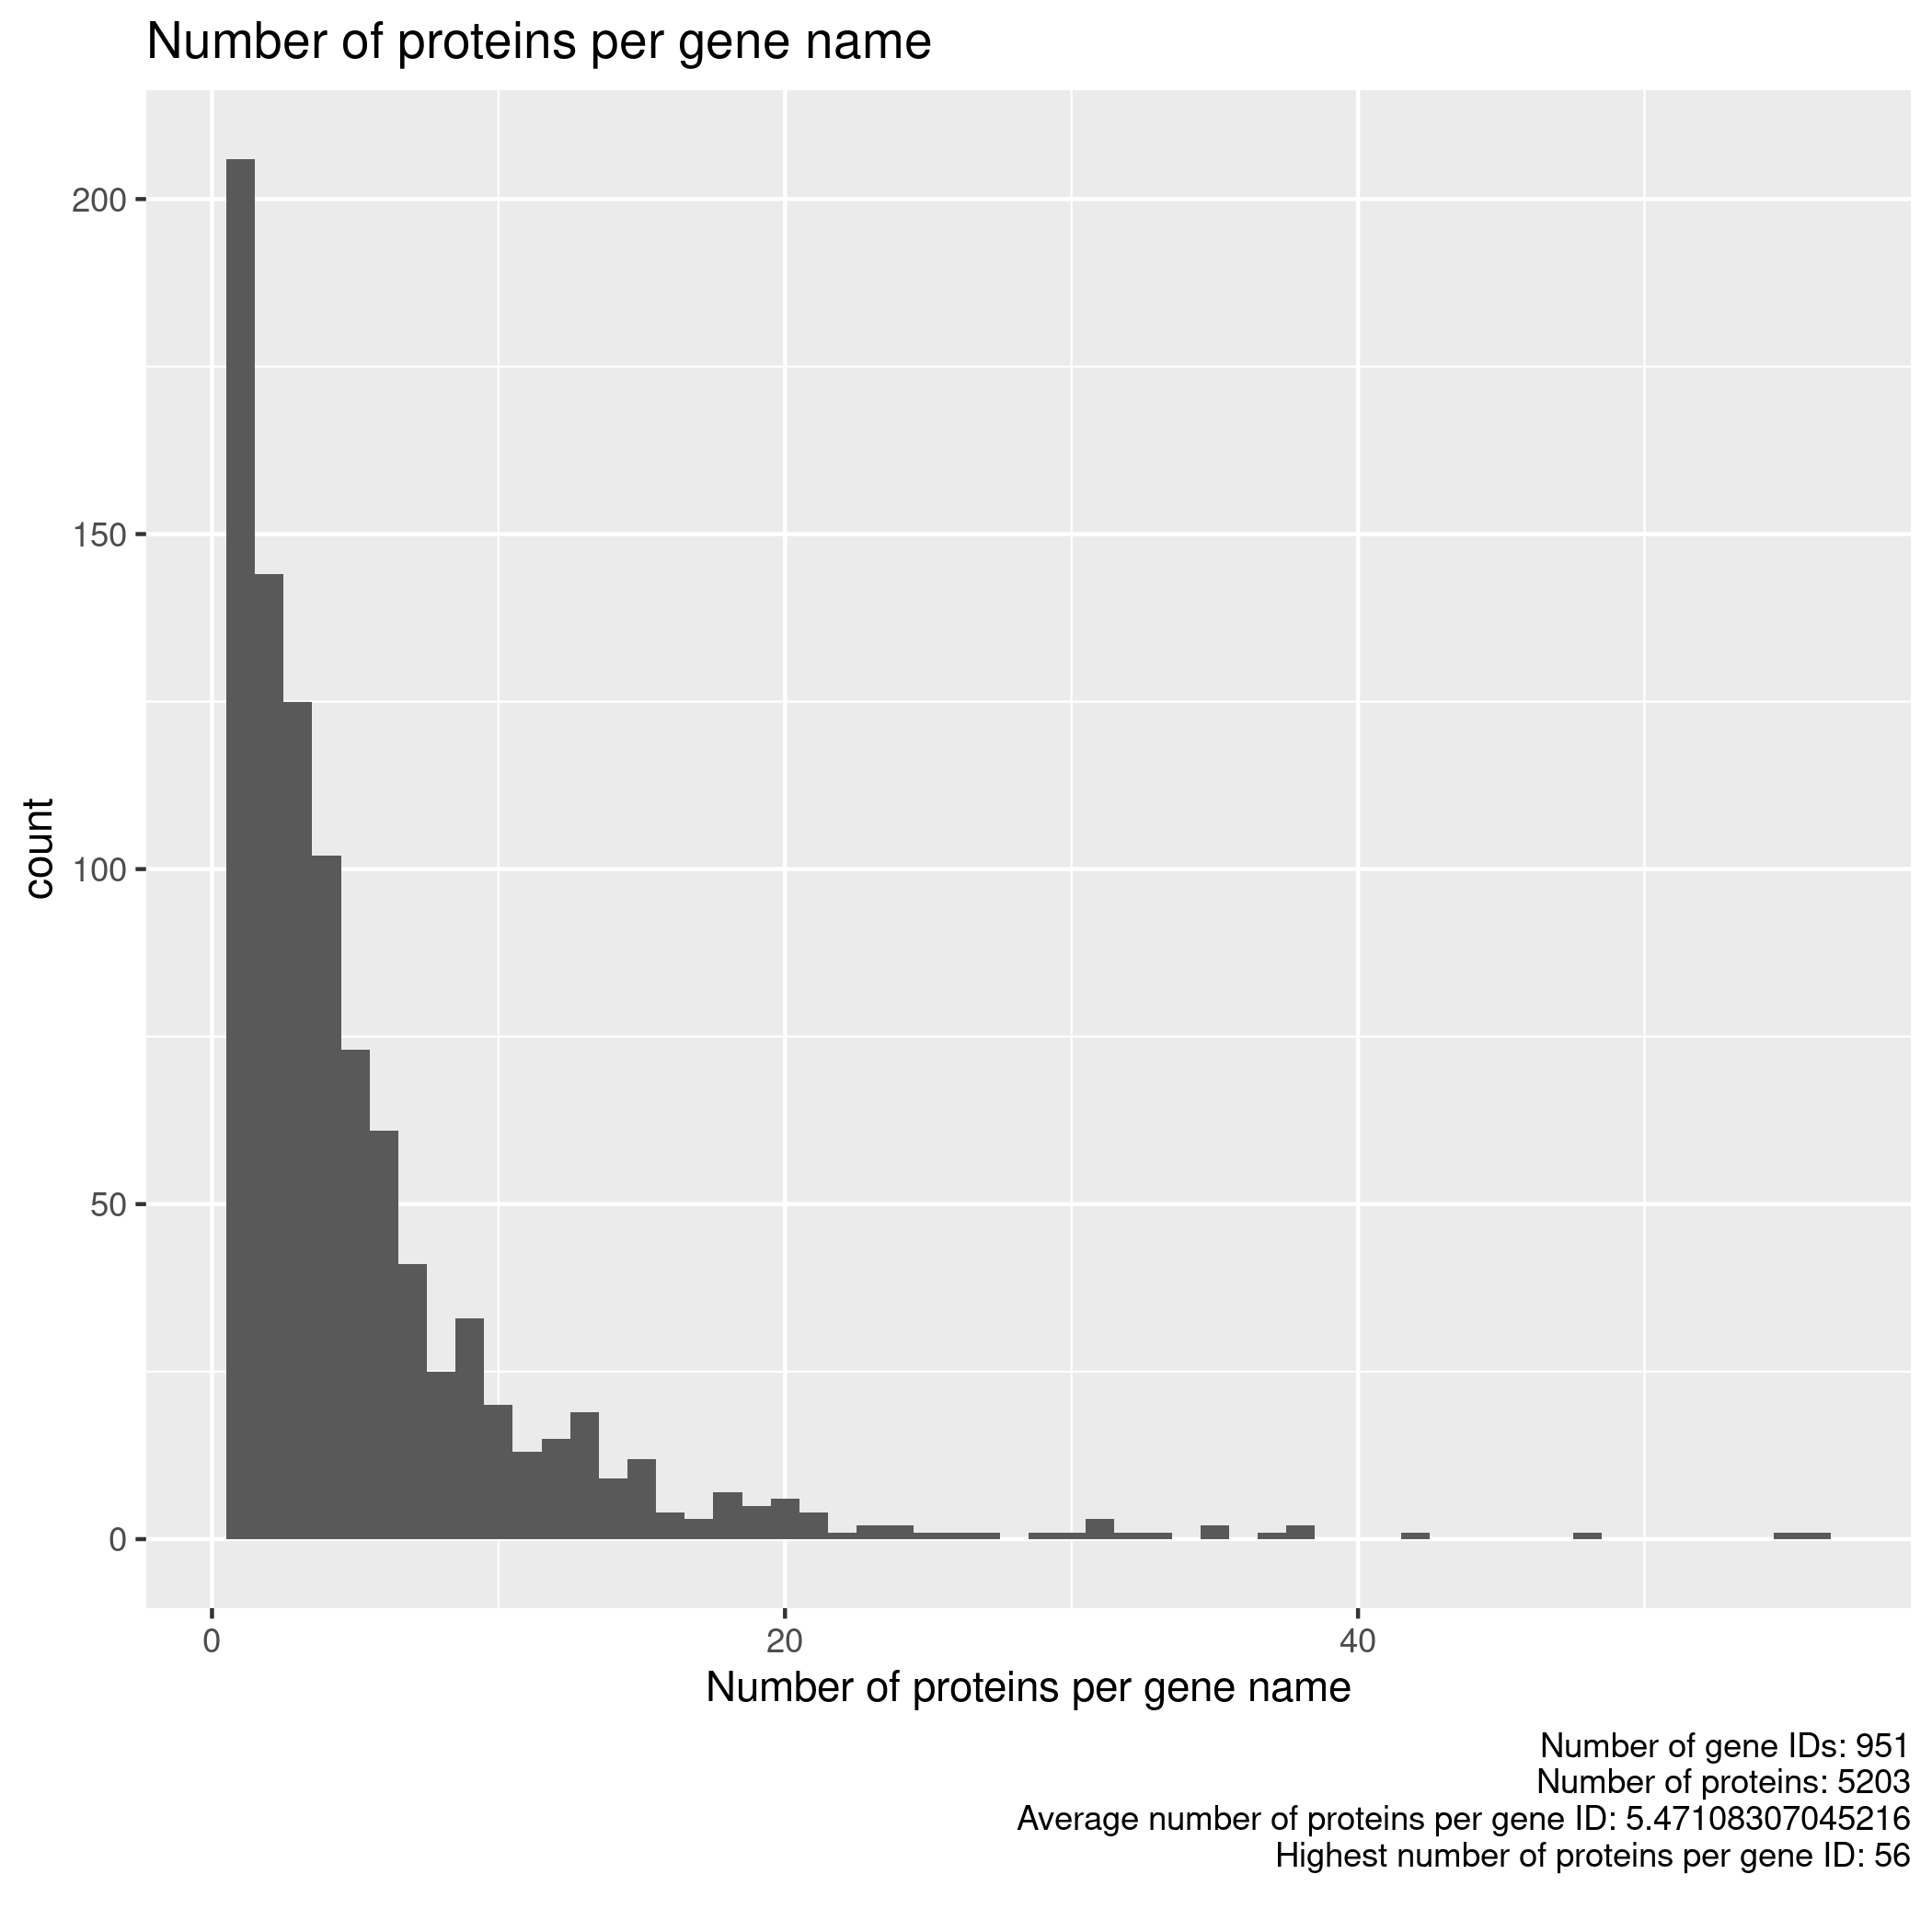 Number of proteins per gene name
count
200
150
100
50
0
0 20 40
Number of proteins per gene name
Number of gene IDs: 951
Number of proteins: 5203
Average number of proteins per gene ID: 5.47108307045216
Highest number of proteins per gene ID: 56